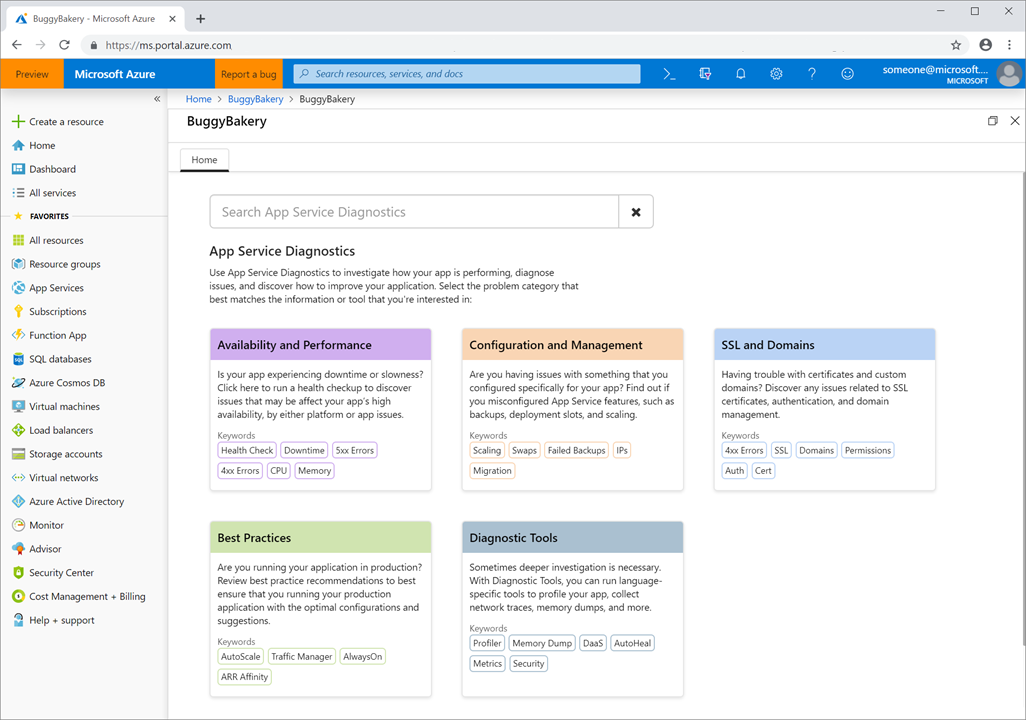 BuggyBakery - Microsoft Azure
https://ms.portal.azure.com
Preview
Microsoft Azure
Report a bug
Search resources, services, and docs
someone@microsoft....
MICROSOFT
Home > BuggyBakery > BuggyBakery
BuggyBakery
Create a resource
Home
Dashboard
All services
FAVORITES
All resources
Resource groups
App Services
Subscriptions
Function App
SQL databases
Azure Cosmos DB
Virtual machines
Load balancers
Storage accounts
Virtual networks
Azure Active Directory
Monitor
Advisor
Security Center
Cost Management + Billing
Help + support
Home
Search App Service Diagnostics
App Service Diagnostics
Use App Service Diagnostics to investigate how your app is performing, diagnose
issues, and discover how to improve your application. Select the problem category that
best matches the information or tool that you're interested in:
Availability and Performance
Is your app experiencing downtime or slowness?
Click here to run a health checkup to discover
issues that may be affect your app's high
availability, by either platform or app issues.
Keywords
Health Check Downtime 5xx Errors
4xx Errors CPU Memory
Configuration and Management
Are you having issues with something that you
configured specifically for your app? Find out if
you misconfigured App Service features, such as
backups, deployment slots, and scaling.
Keywords
Scaling Swaps Failed Backups IPs
Migration
SSL and Domains
Having trouble with certificates and custom
domains? Discover any issues related to SSL
certificates, authentication, and domain
management.
Keywords
4xx Errors SSL Domains Permissions
Auth Cert
Best Practices
Are you running your application in production?
Review best practice recommendations to best
ensure that you running your production
application with the optimal configurations and
suggestions.
Keywords
AutoScale Traffic Manager AlwaysOn
ARR Affinity
Diagnostic Tools
Sometimes deeper investigation is necessary.
With Diagnostic Tools, you can run language-
specific tools to profile your app, collect
network traces, memory dumps, and more.
Keywords
Profiler Memory Dump DaaS AutoHeal
Metrics Security